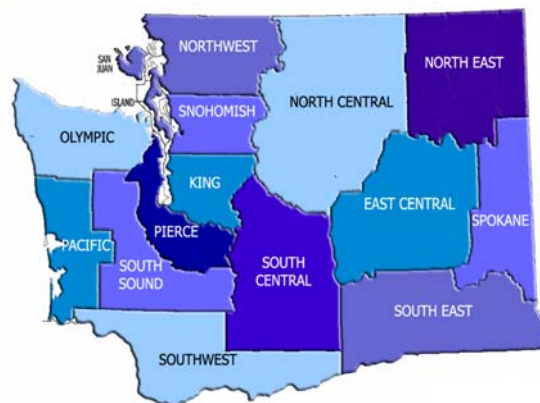 NORTHWEST
SAN
JUAN
NORTH EAST
ISLAND
SNOHOMISH
NORTH CENTRAL
OLYMPIC
KING
EAST CENTRAL
SPOKANE
PIERCE
PACIFIC
SOUTH
SOUND
SOUTH
CENTRAL
SOUTH EAST
SOUTHWEST